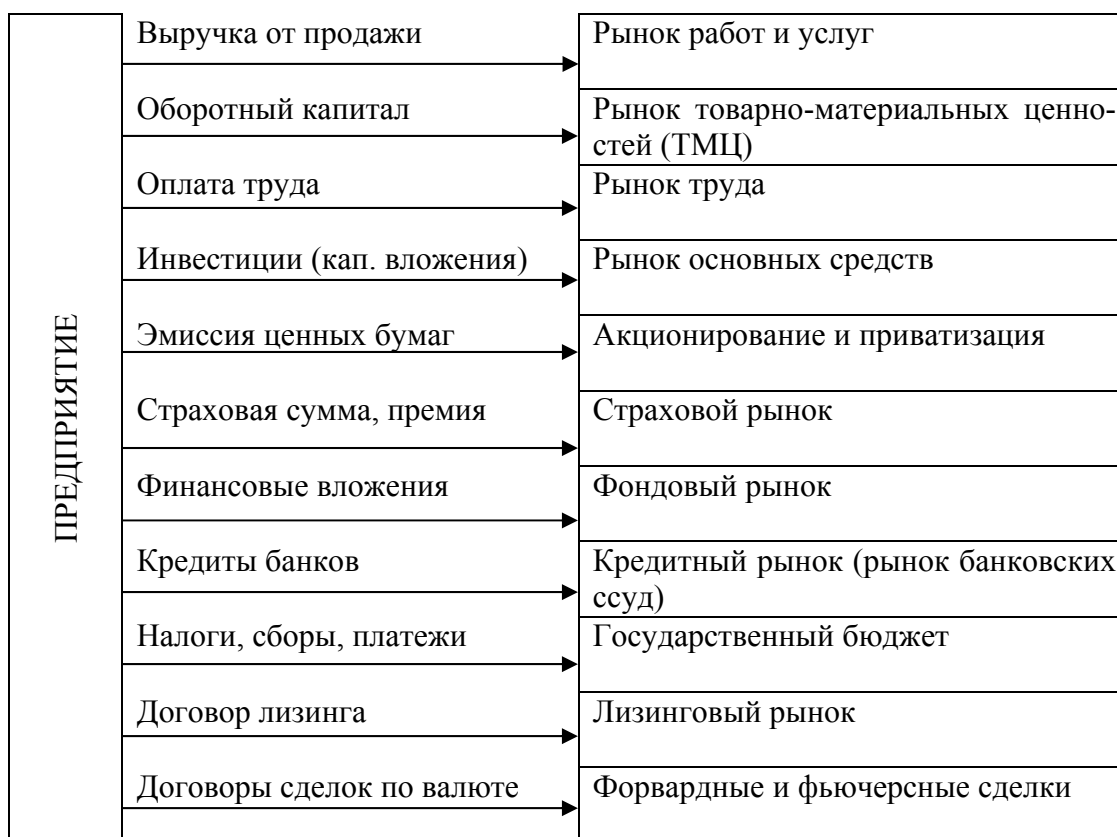 ПРЕДПРИЯТИЕ
Выручка от продажи
Рынок работ и услуг
Оборотный капитал
Рынок товарно-материальных ценно-
стей (ТМЦ)
Оплата труда
Рынок труда
Инвестиции (кап. вложения)
Рынок основных средств
Эмиссия ценных бумаг
Акционирование и приватизация
Страховая сумма, премия
Страховой рынок
Финансовые вложения
Фондовый рынок
Кредиты банков
Кредитный рынок (рынок банковских
ссуд)
Налоги, сборы, платежи
Государственный бюджет
Договор лизинга
Лизинговый рынок
Договоры сделок по валюте
Форвардные и фьючерсные сделки